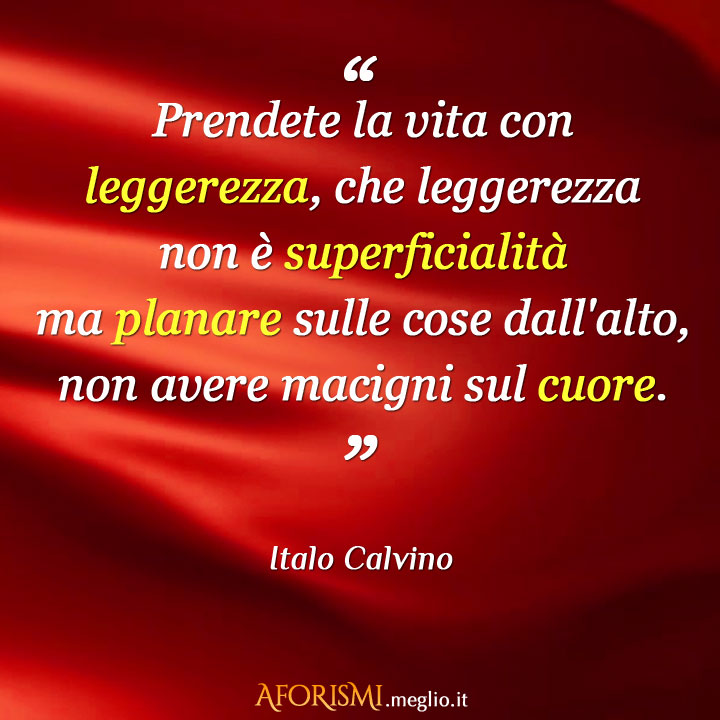 “
Prendete la vita con
leggerezza, che leggerezza
non è superficialità
ma planare sulle cose dall'alto,
non avere macigni sul cuore.
”
Italo Calvino
AFORISMI.meglio.it